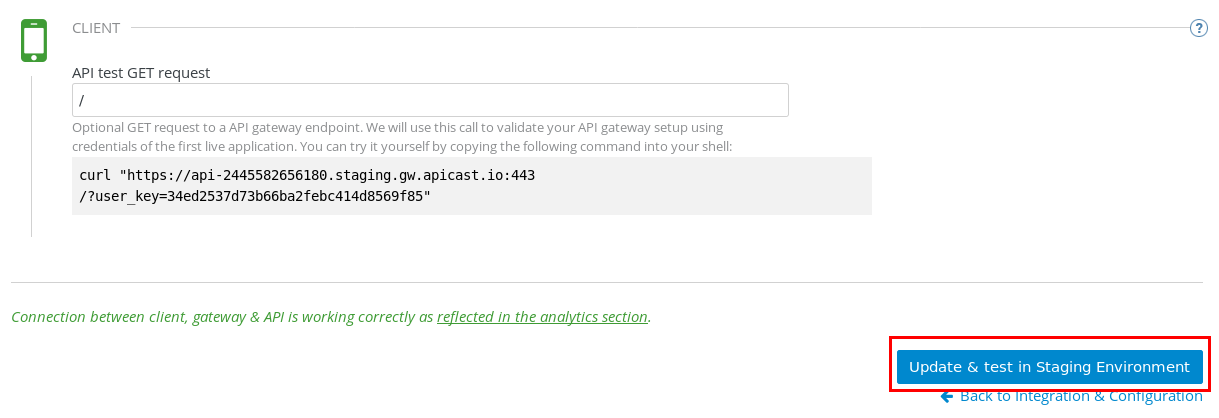 CLIENT
?
API test GET request
/
Optional GET request to a API gateway endpoint. We will use this call to validate your API gateway setup using
credentials of the first live application. You can try it yourself by copying the following command into your shell:
curl "https://api-2445582656180.staging.gw.apicast.io:443
/?user_key=34ed2537d73b66ba2febc414d8569f85"
Connection between client, gateway & API is working correctly as reflected in the analytics section.
Update & test in Staging Environment
Back to Integration & Configuration